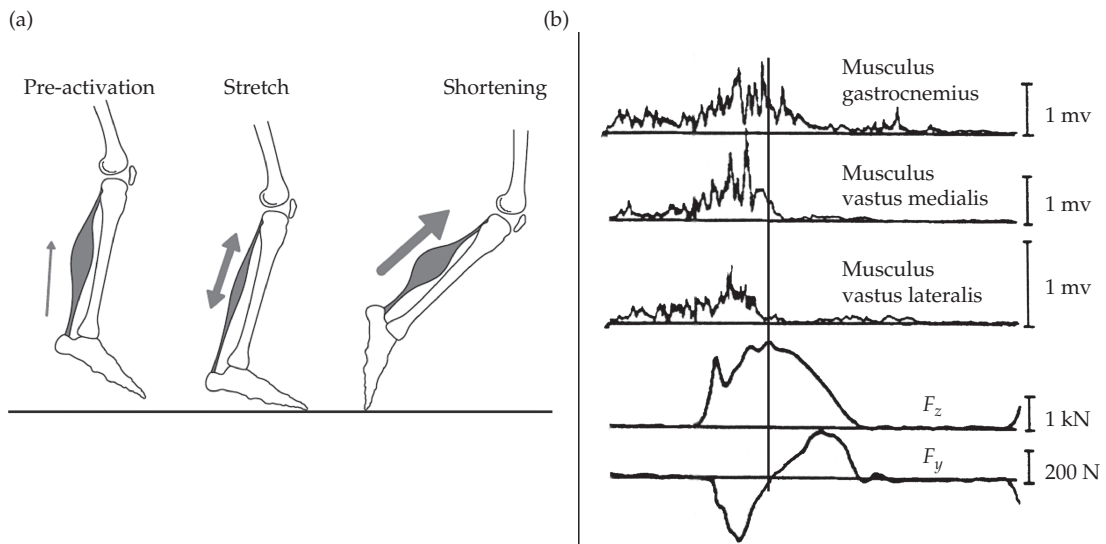 (a)
Pre-activation
Stretch
Shortening
(b)
Musculus
gastrocnemius
1 mv
Musculus
vastus medialis
1 mv
Musculus
vastus lateralis
1 mv
F_z
1 kN
F_y
200 N